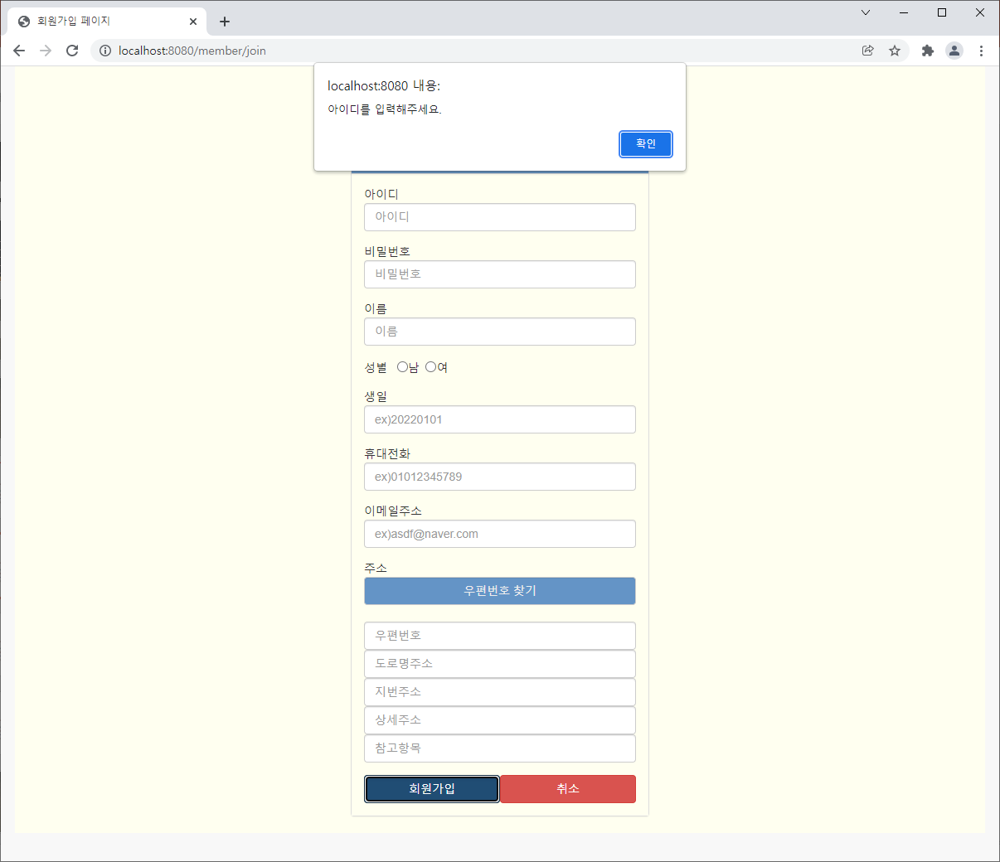 회원가입 페이지
localhost:8080/member/join
localhost:8080 내용:
아이디를 입력해주세요.
확인
아이디
아이디
비밀번호
비밀번호
이름
이름
성별 남 여
생일
ex)20220101
휴대전화
ex)01012345789
이메일주소
ex)asdf@naver.com
주소
우편번호 찾기
우편번호
도로명주소
지번주소
상세주소
참고항목
회원가입 취소